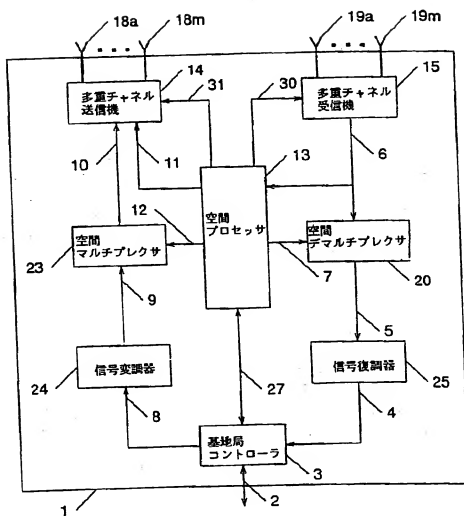 18a
18m
19a
19m
14
多重チャネル
送信機
31
30
15
多重チャネル
受信機
10
11
13
6
空間
プロセッサ
12
空間
マルチプレクサ
23
空間
デマルチプレクサ
7
20
9
5
信号変調器
24
信号復調器
25
8
27
4
基地局
コントローラ
3
1
2